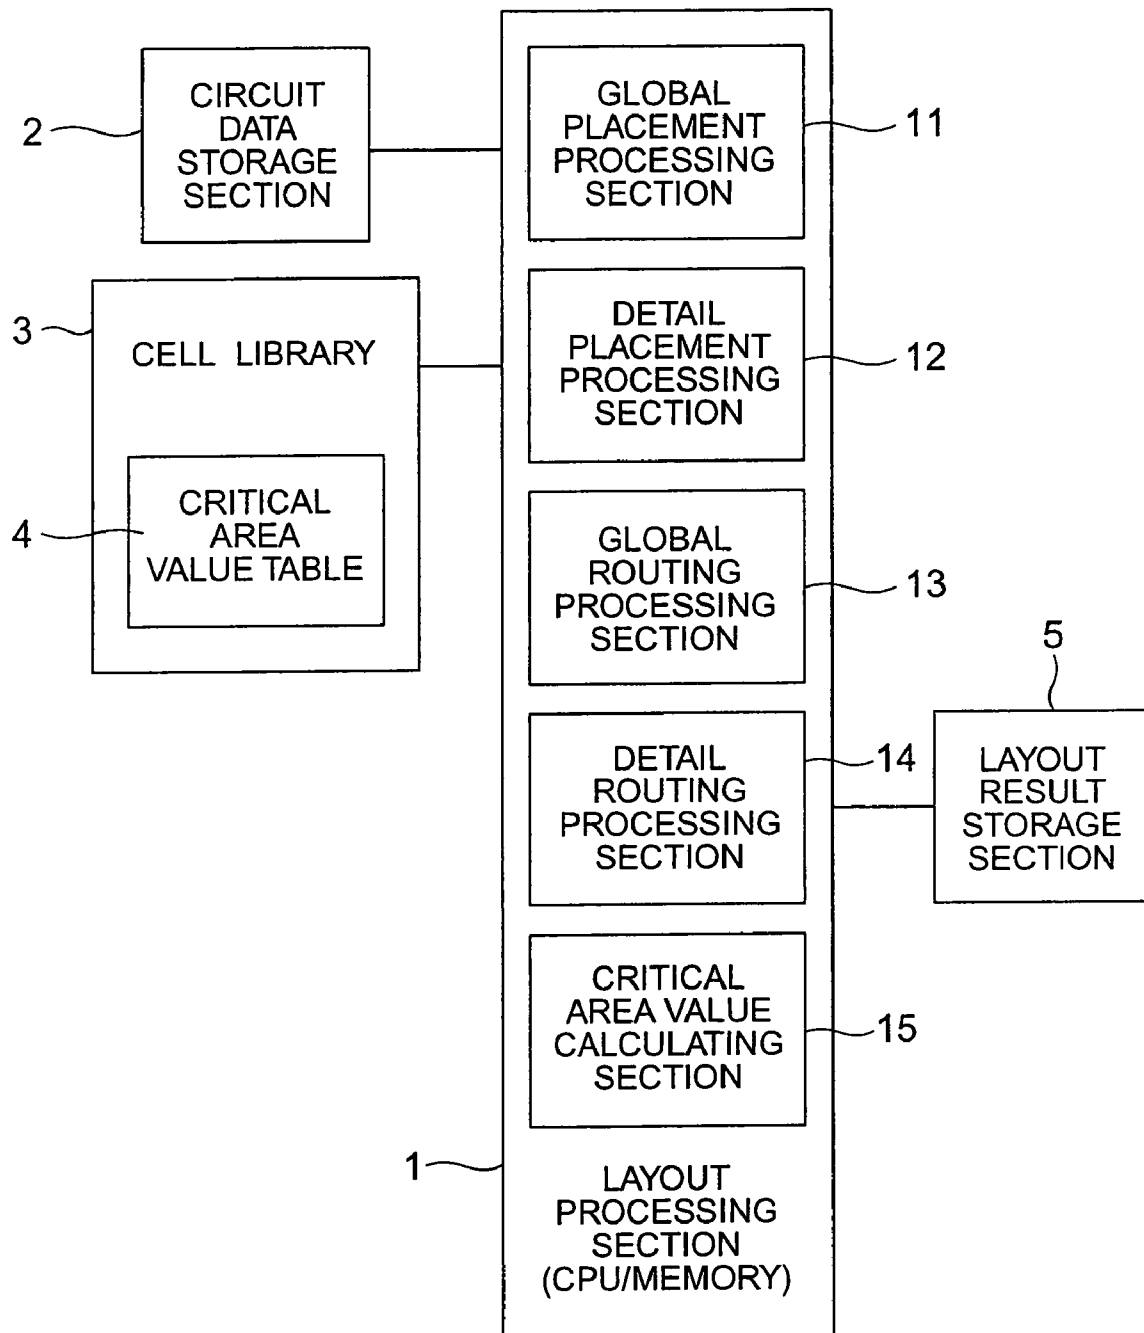 2
CIRCUIT
DATA
STORAGE
SECTION
3
CELL LIBRARY
4
CRITICAL
AREA
VALUE TABLE
GLOBAL
PLACEMENT
PROCESSING
SECTION
11
DETAIL
PLACEMENT
PROCESSING
SECTION
12
GLOBAL
ROUTING
PROCESSING
SECTION
13
DETAIL
ROUTING
PROCESSING
SECTION
14
CRITICAL
AREA VALUE
CALCULATING
SECTION
15
1
LAYOUT
PROCESSING
SECTION
(CPU/MEMORY)
5
LAYOUT
RESULT
STORAGE
SECTION